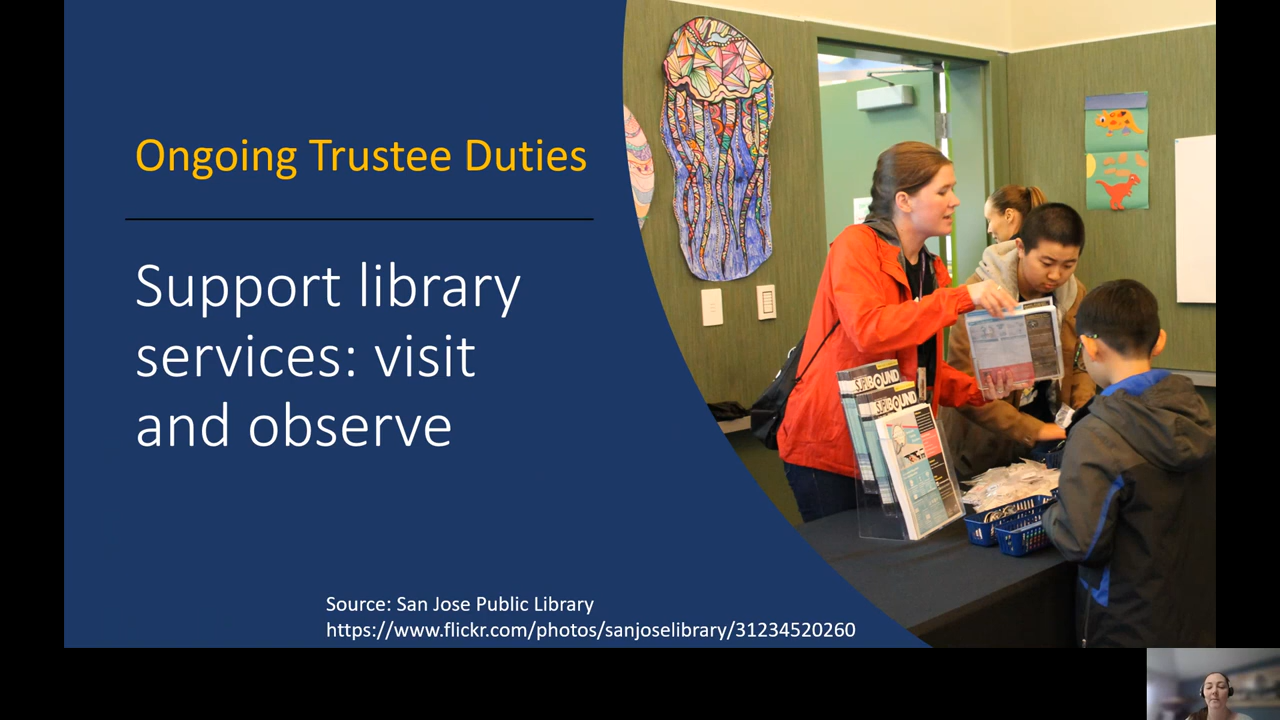 Ongoing Trustee Duties
Support library
services: visit
and observe
Source: San Jose Public Library
https://www.flickr.com/photos/sanjoselibrary/31234520260